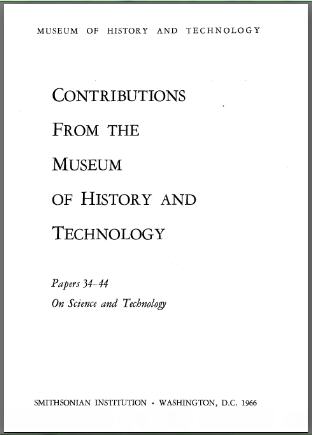 MUSEUM OF HISTORY AND TECHNOLOGY
CONTRIBUTIONS
FROM THE
MUSEUM
OF HISTORY AND
TECHNOLOGY
Papers 34–44
On Science and Technology
SMITHSONIAN INSTITUTION • WASHINGTON, D.C. 1966